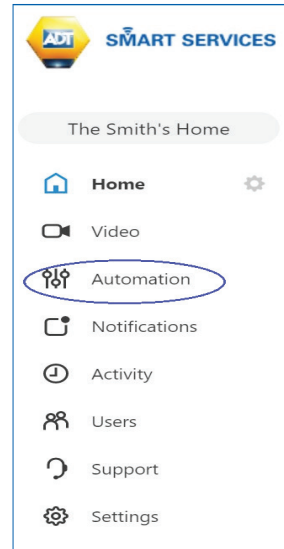 ADT SMART SERVICES
The Smith's Home
Home
Video
Automation
Notifications
Activity
Users
Support
Settings